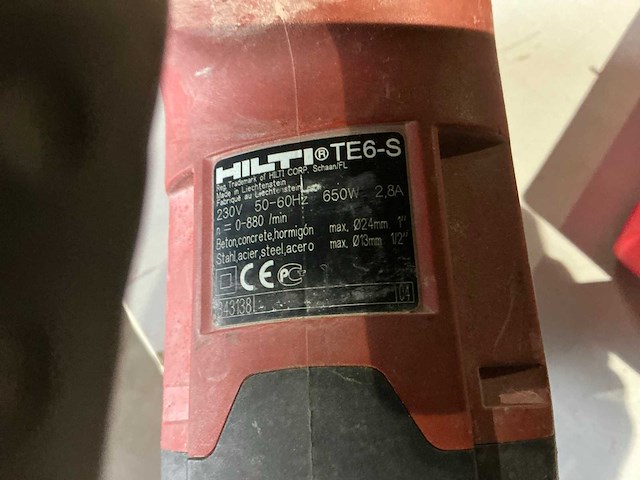 HILTI® TE6-S
Reg. Trademark of HILTI CORP. Schaan/FL
Made in Liechtenstein
Fabriqué au Liechtenstein
230V 50-60Hz 650W 2,8A
n = 0-880 /min
Beton,concrete,hormigón max. Ø24mm 1"
Stahl,acier,steel,acero max. Ø13mm 1/2"
CE PC
343138 04